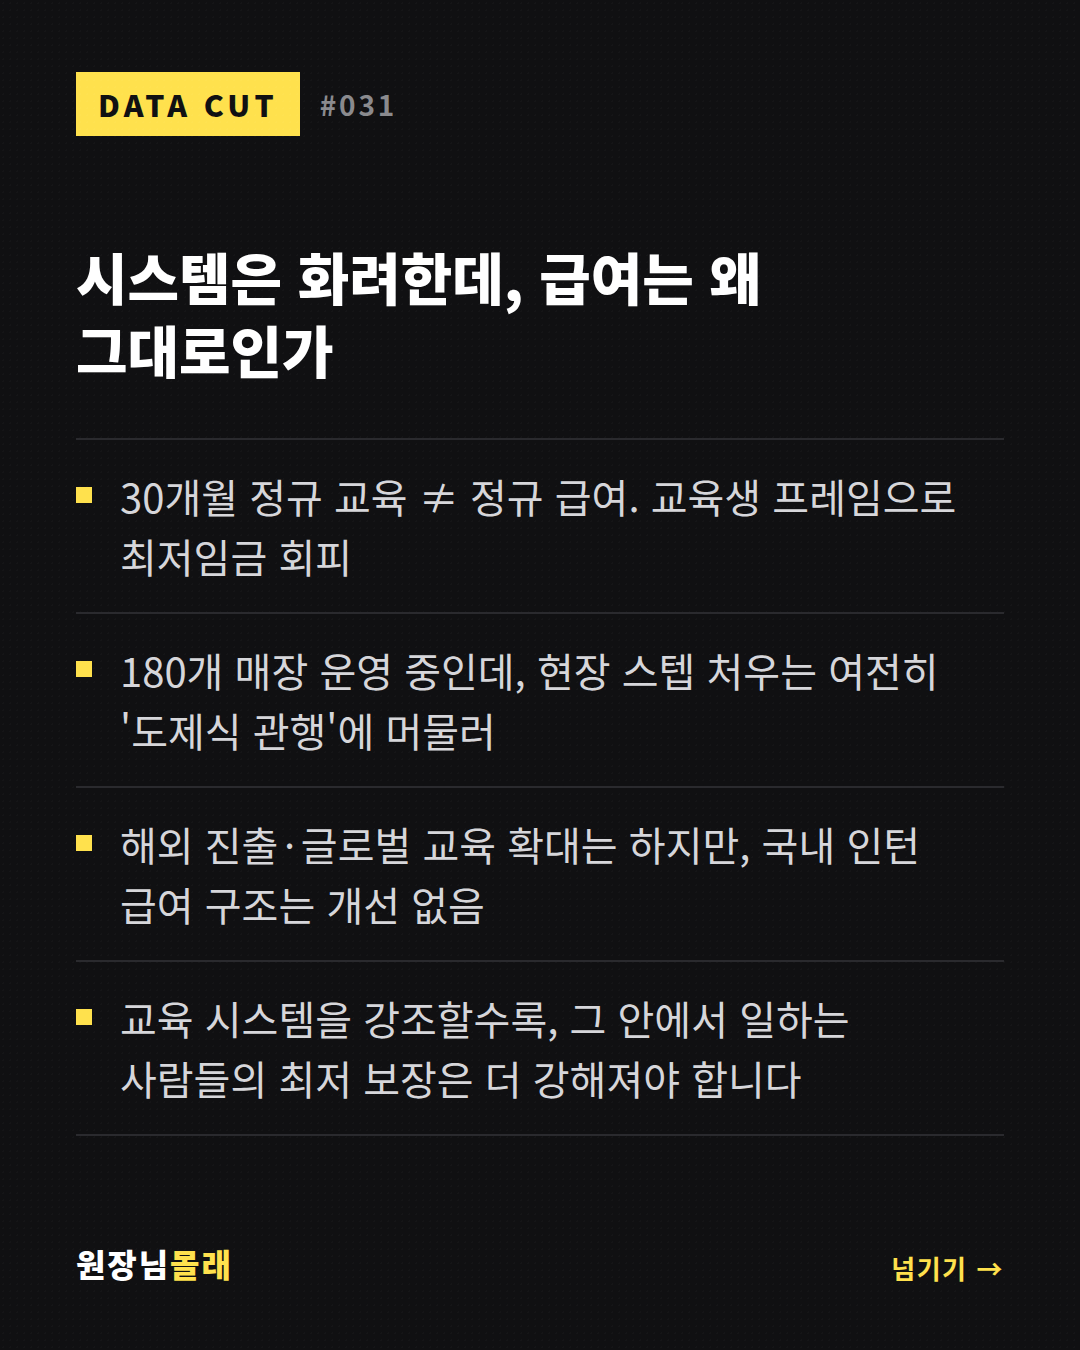 DATA CUT #031
시스템은 화려한데, 급여는 왜
그대로인가
30개월 정규 교육 ≠ 정규 급여. 교육생 프레임으로
최저임금 회피
180개 매장 운영 중인데, 현장 스텝 처우는 여전히
'도제식 관행'에 머물러
해외 진출·글로벌 교육 확대는 하지만, 국내 인턴
급여 구조는 개선 없음
교육 시스템을 강조할수록, 그 안에서 일하는
사람들의 최저 보장은 더 강해져야 합니다
원장님몰래
넘기기 →